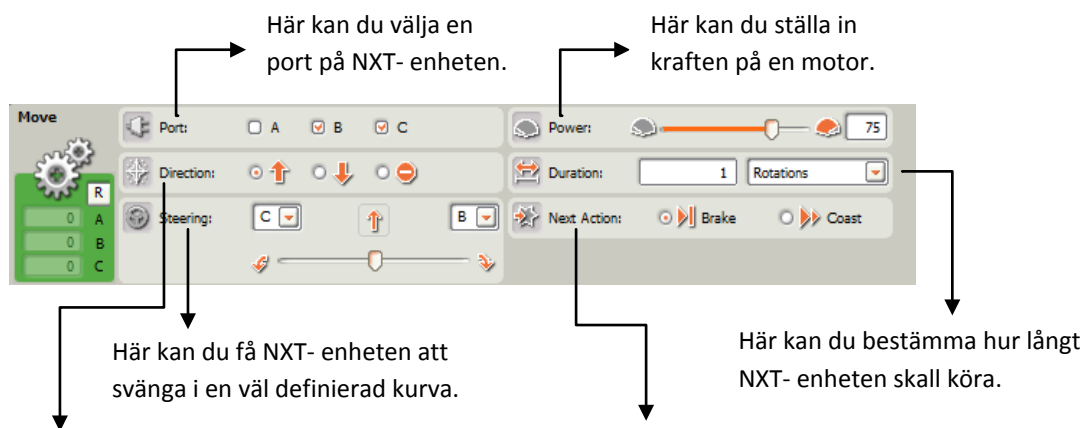 Här kan du välja en
port på NXT- enheten.
Här kan du ställa in
kraften på en motor.
Move
Port: A B C
Power: 75
Direction:
Duration: 1 Rotations
R
Steering: C B
Next Action: Brake Coast
0 A
0 B
0 C
Här kan du få NXT- enheten att
svänga i en väl definierad kurva.
Här kan du bestämma hur långt
NXT- enheten skall köra.